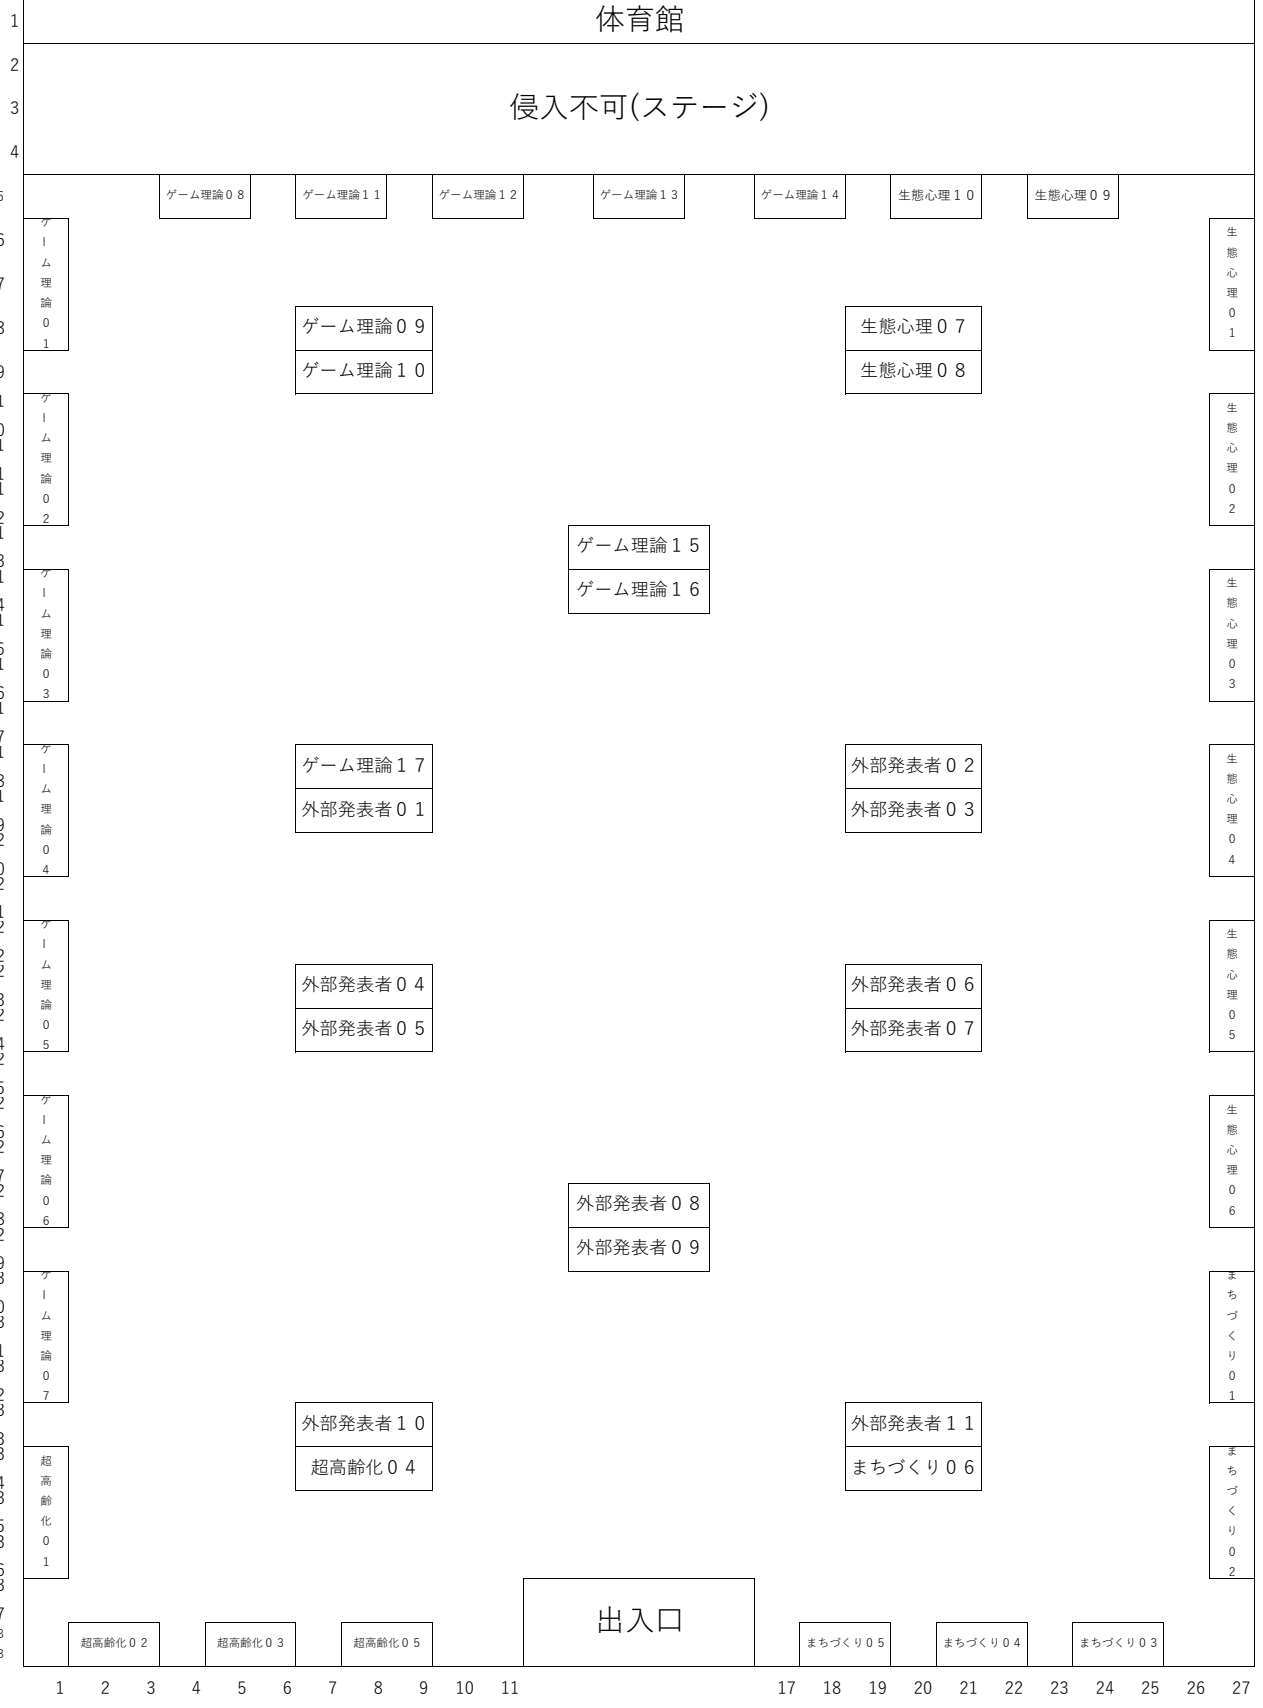 体育館
侵入不可(ステージ)
ゲーム理論０８
ゲーム理論１１
ゲーム理論１２
ゲーム理論１３
ゲーム理論１４
生態心理１０
生態心理０９
ゲーム理論０１
生態心理０１
ゲーム理論０９
ゲーム理論１０
生態心理０７
生態心理０８
ゲーム理論０２
生態心理０２
ゲーム理論１５
ゲーム理論１６
ゲーム理論０３
生態心理０３
ゲーム理論１７
外部発表者０１
外部発表者０２
外部発表者０３
ゲーム理論０４
生態心理０４
ゲーム理論０５
生態心理０５
外部発表者０４
外部発表者０５
外部発表者０６
外部発表者０７
ゲーム理論０６
生態心理０６
外部発表者０８
外部発表者０９
ゲーム理論０７
まちづくり０１
外部発表者１０
超高齢化０４
外部発表者１１
まちづくり０６
超高齢化０１
まちづくり０２
出入口
超高齢化０２
超高齢化０３
超高齢化０５
まちづくり０５
まちづくり０４
まちづくり０３
1
2
3
4
1 2 3 4 5 6 7 8 9 10 11 17 18 19 20 21 22 23 24 25 26 27